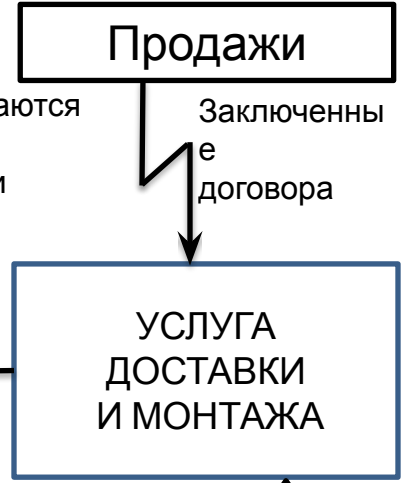 Продажи
аются
и
Заключенны
е
договора
УСЛУГА
ДОСТАВКИ
И МОНТАЖА